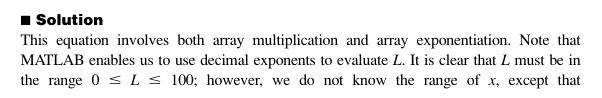 ■ Solution
This equation involves both array multiplication and array exponentiation. Note that
MATLAB enables us to use decimal exponents to evaluate L. It is clear that L must be in
the range 0 ≤ L ≤ 100; however, we do not know the range of x, except that